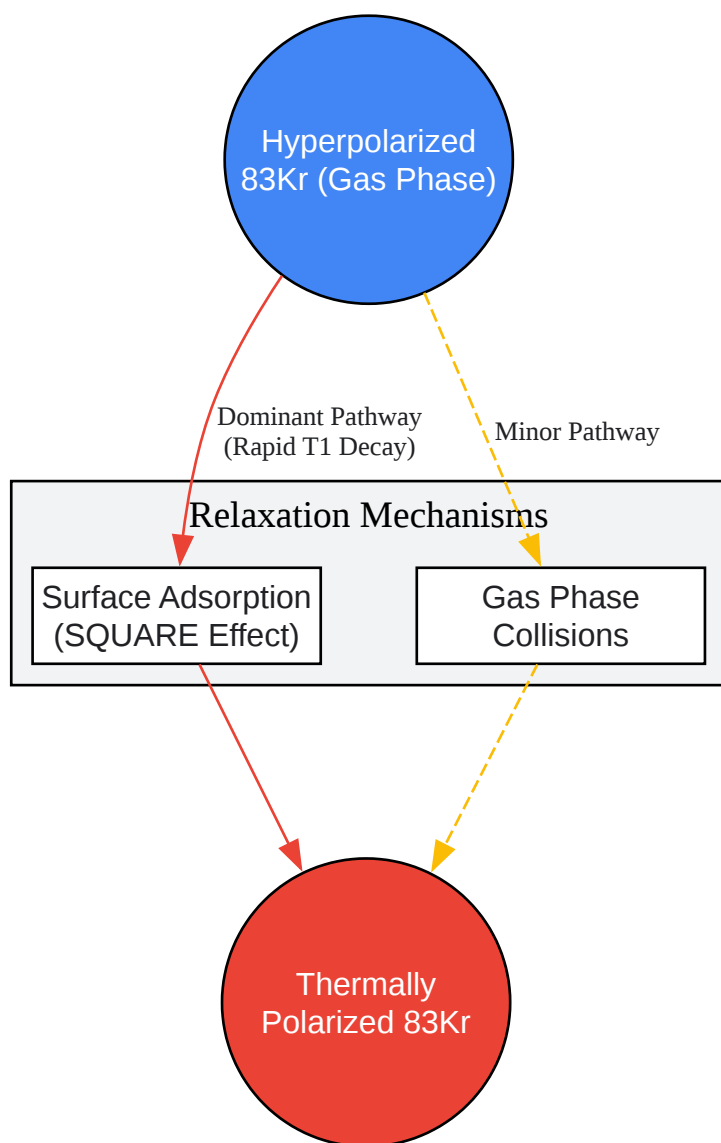 Hyperpolarized
83Kr (Gas Phase)
Dominant Pathway
(Rapid T1 Decay)
Minor Pathway
Relaxation Mechanisms
Surface Adsorption
(SQUARE Effect)
Gas Phase
Collisions
Thermally
Polarized 83Kr